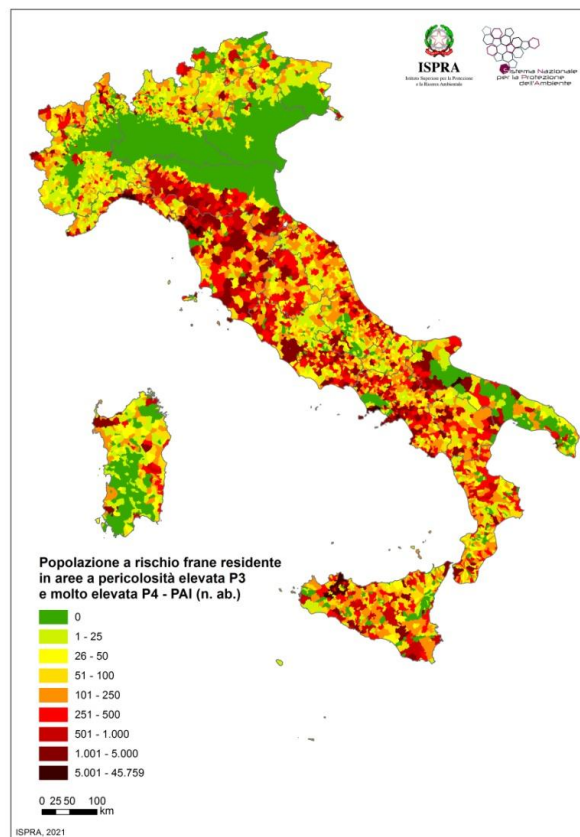 ISPRA
Istituto Superiore per la Protezione
e la Ricerca Ambientale
Sistema Nazionale
per la Protezione
dell'Ambiente
Popolazione a rischio frane residente
in aree a pericolosità elevata P3
e molto elevata P4 - PAI (n. ab.)
0
1 - 25
26 - 50
51 - 100
101 - 250
251 - 500
501 - 1.000
1.001 - 5.000
5.001 - 45.759
0 25 50 100
km
ISPRA, 2021